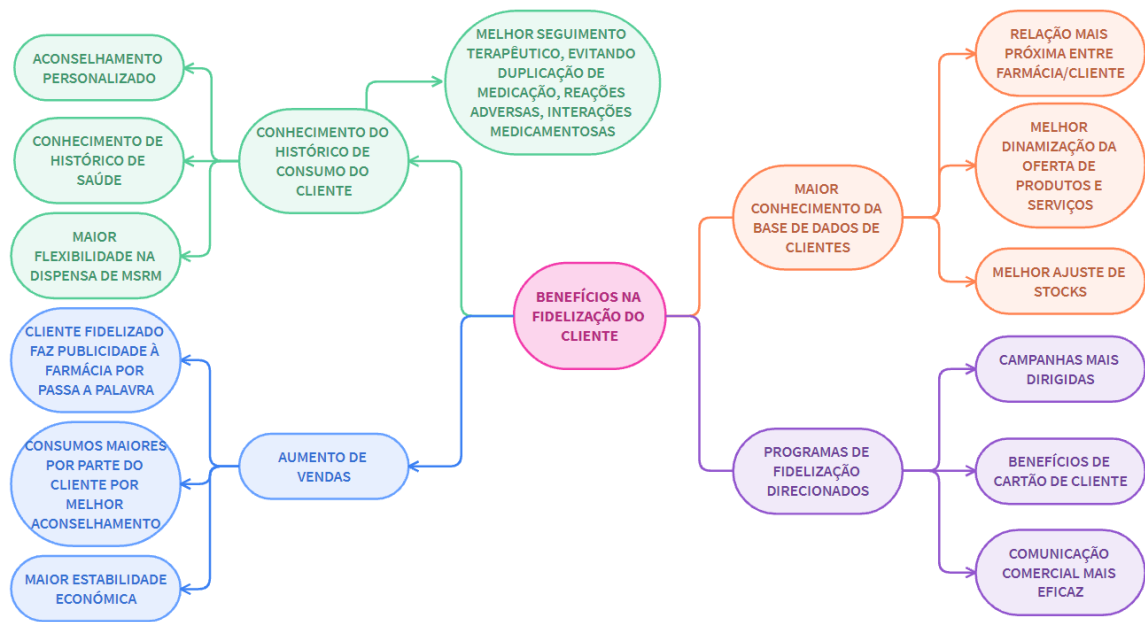 ACONSELHAMENTO
PERSONALIZADO
CONHECIMENTO DE
HISTÓRICO DE
SAÚDE
MAIOR
FLEXIBILIDADE NA
DISPENSA DE MSRM
CONHECIMENTO DO
HISTÓRICO DE
CONSUMO DO
CLIENTE
MELHOR SEGUIMENTO
TERAPÊUTICO, EVITANDO
DUPLICAÇÃO DE
MEDICAÇÃO, REAÇÕES
ADVERSAS, INTERAÇÕES
MEDICAMENTOSAS
CLIENTE FIDELIZADO
FAZ PUBLICIDADE À
FARMÁCIA POR
PASSA A PALAVRA
CONSUMOS MAIORES
POR PARTE DO
CLIENTE POR
MELHOR
ACONSELHAMENTO
MAIOR ESTABILIDADE
ECONÓMICA
AUMENTO DE
VENDAS
BENEFÍCIOS NA
FIDELIZAÇÃO DO
CLIENTE
MAIOR
CONHECIMENTO DA
BASE DE DADOS DE
CLIENTES
RELAÇÃO MAIS
PRÓXIMA ENTRE
FARMÁCIA/CLIENTE
MELHOR
DINAMIZAÇÃO DA
OFERTA DE
PRODUTOS E
SERVIÇOS
MELHOR AJUSTE DE
STOCKS
PROGRAMAS DE
FIDELIZAÇÃO
DIRECIONADOS
CAMPANHAS MAIS
DIRIGIDAS
BENEFÍCIOS DE
CARTÃO DE CLIENTE
COMUNICAÇÃO
COMERCIAL MAIS
EFICAZ